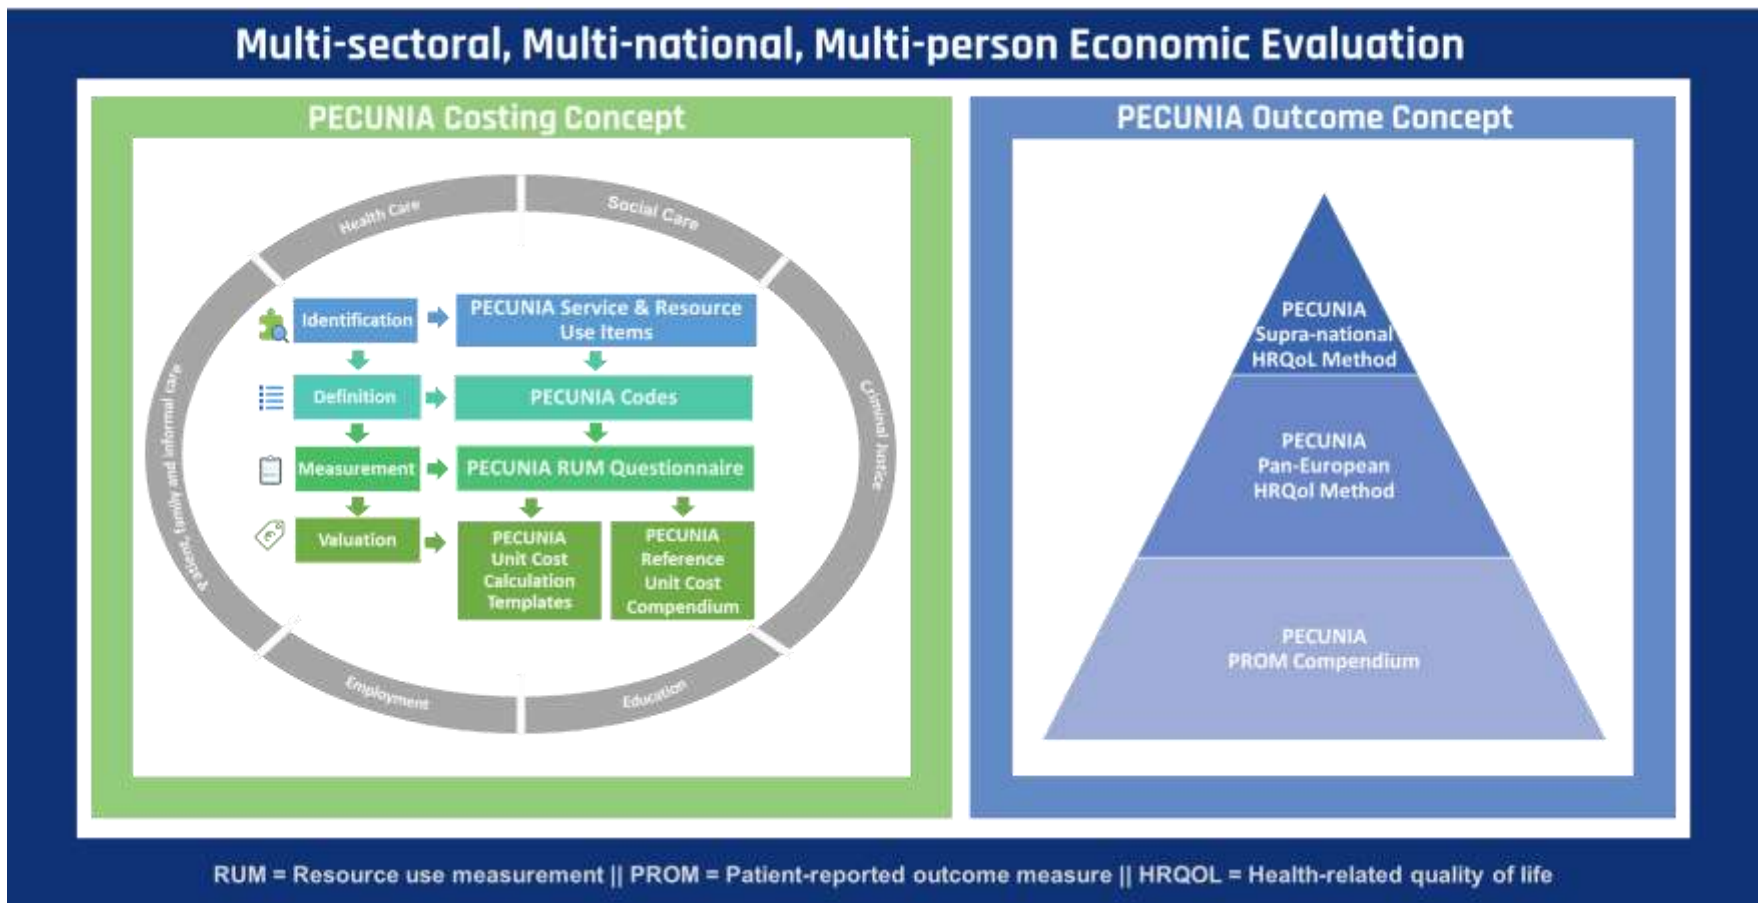 Multi-sectoral, Multi-national, Multi-person Economic Evaluation
PECUNIA Costing Concept
Health Care
Social Care
Patient, family and informal care
Criminal Justice
Employment
Education
Identification
PECUNIA Service & Resource
Use Items
Definition
PECUNIA Codes
Measurement
PECUNIA RUM Questionnaire
Valuation
PECUNIA
Unit Cost
Calculation
Templates
PECUNIA
Reference
Unit Cost
Compendium
PECUNIA Outcome Concept
PECUNIA
Supra-national
HRQoL Method
PECUNIA
Pan-European
HRQol Method
PECUNIA
PROM Compendium
RUM = Resource use measurement || PROM = Patient-reported outcome measure || HRQOL = Health-related quality of life